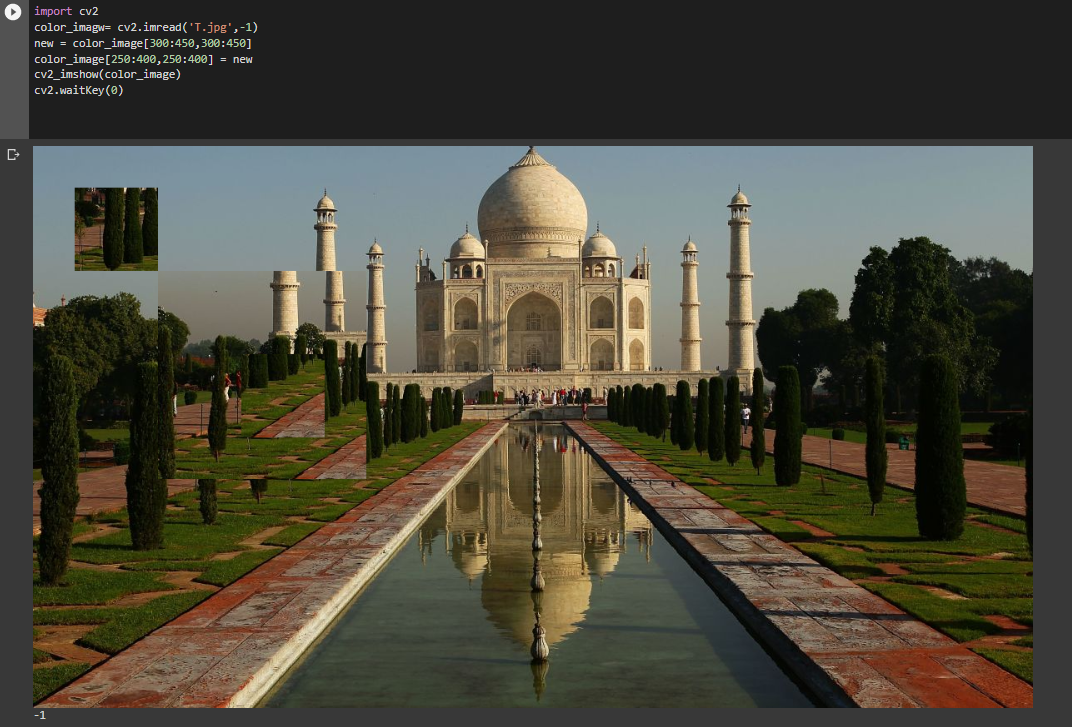 import cv2
color_imagw= cv2.imread('T.jpg',-1)
new = color_image[300:450,300:450]
color_image[250:400,250:400] = new
cv2_imshow(color_image)
cv2.waitKey(0)
-1